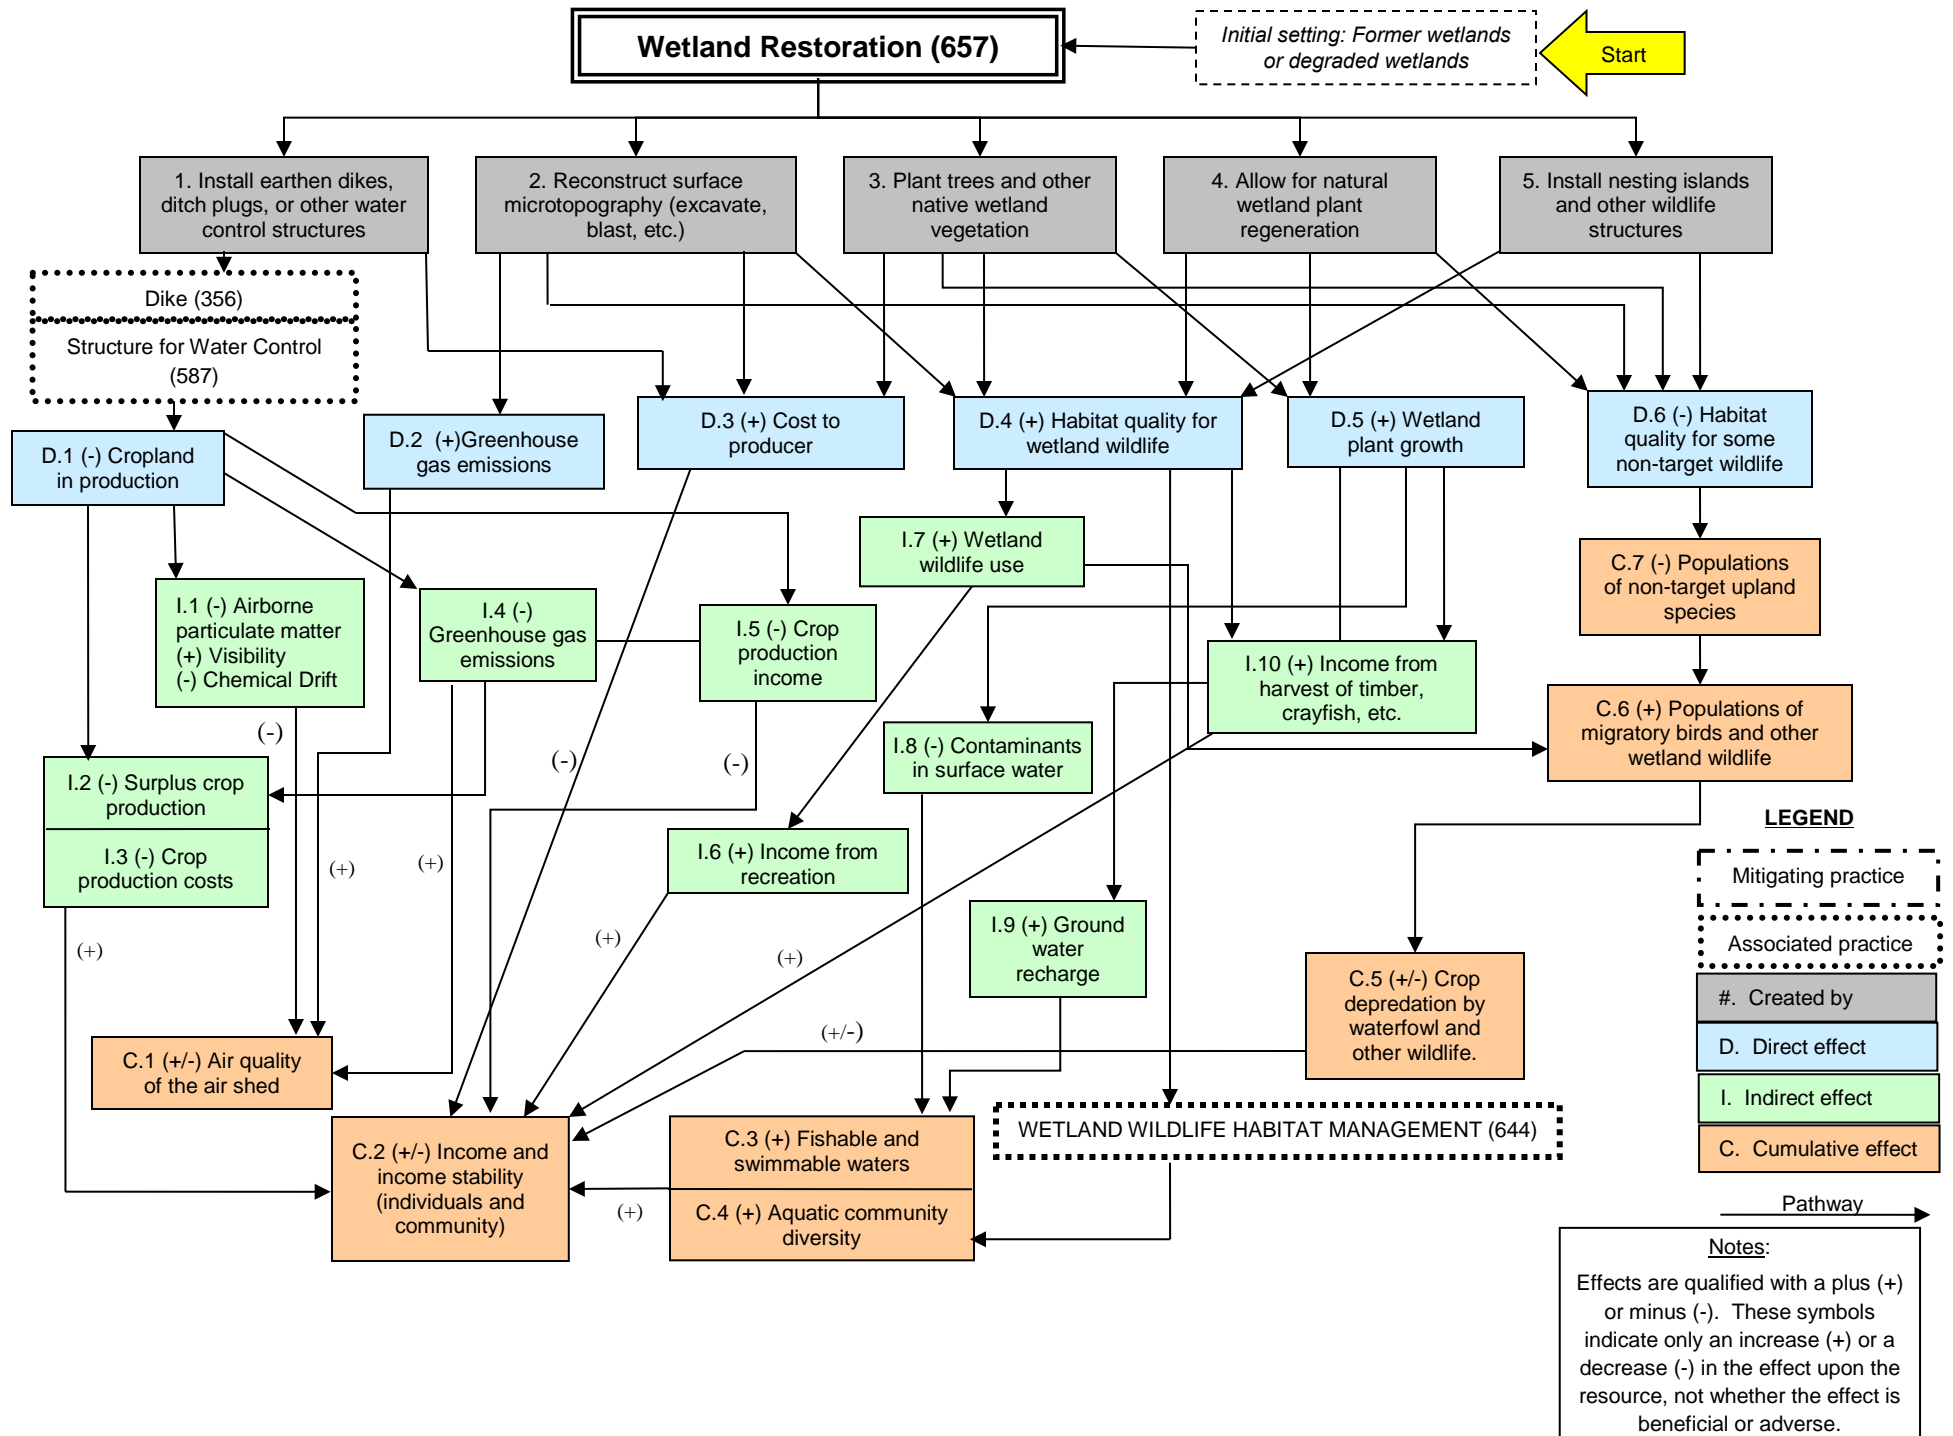 Wetland Restoration (657)
Initial setting: Former wetlands
or degraded wetlands
Start
1. Install earthen dikes,
ditch plugs, or other water
control structures
2. Reconstruct surface
microtopography (excavate,
blast, etc.)
3. Plant trees and other
native wetland
vegetation
4. Allow for natural
wetland plant
regeneration
5. Install nesting islands
and other wildlife
structures
Dike (356)
Structure for Water Control
(587)
D.1 (-) Cropland
in production
D.2 (+)Greenhouse
gas emissions
D.3 (+) Cost to
producer
D.4 (+) Habitat quality for
wetland wildlife
D.5 (+) Wetland
plant growth
D.6 (-) Habitat
quality for some
non-target wildlife
I.7 (+) Wetland
wildlife use
C.7 (-) Populations
of non-target upland
species
I.1 (-) Airborne
particulate matter
(+) Visibility
(-) Chemical Drift
I.4 (-)
Greenhouse gas
emissions
I.5 (-) Crop
production
income
I.10 (+) Income from
harvest of timber,
crayfish, etc.
C.6 (+) Populations of
migratory birds and other
wetland wildlife
(-)
(-)
(-)
I.8 (-) Contaminants
in surface water
I.2 (-) Surplus crop
production
I.3 (-) Crop
production costs
(+)
(+)
I.6 (+) Income from
recreation
(+)
(+)
(+)
I.9 (+) Ground
water
recharge
C.5 (+/-) Crop
depredation by
waterfowl and
other wildlife.
(+/-)
C.1 (+/-) Air quality
of the air shed
C.2 (+/-) Income and
income stability
(individuals and
community)
(+)
C.3 (+) Fishable and
swimmable waters
C.4 (+) Aquatic community
diversity
WETLAND WILDLIFE HABITAT MANAGEMENT (644)
LEGEND
Mitigating practice
Associated practice
#. Created by
D. Direct effect
I. Indirect effect
C. Cumulative effect
Pathway
Notes:
Effects are qualified with a plus (+)
or minus (-). These symbols
indicate only an increase (+) or a
decrease (-) in the effect upon the
resource, not whether the effect is
beneficial or adverse.